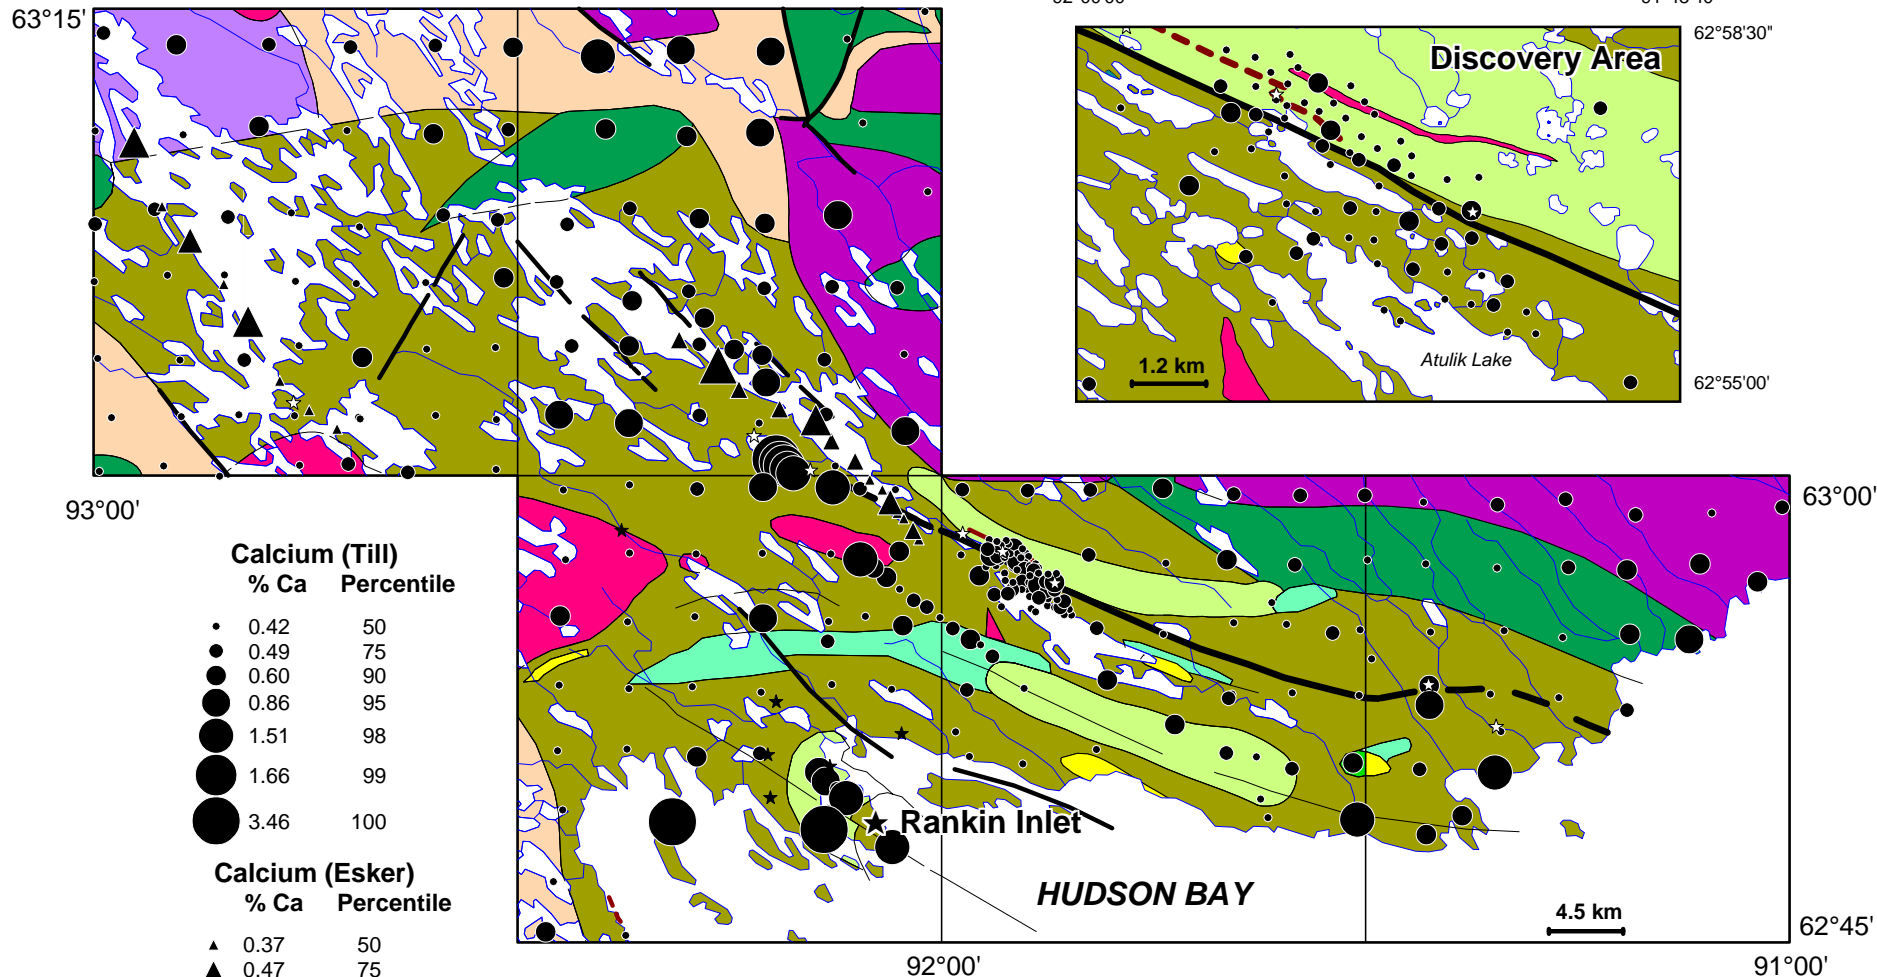 63°15'
Discovery Area
62°58'30"
1.2 km
Atulik Lake
62°55'00'
93°00'
63°00'
Calcium (Till)
% Ca Percentile
0.42 50
0.49 75
0.60 90
0.86 95
1.51 98
1.66 99
3.46 100
Rankin Inlet
Calcium (Esker)
% Ca Percentile
0.37 50
0.47 75
HUDSON BAY
4.5 km
62°45'
92°00'
91°00'